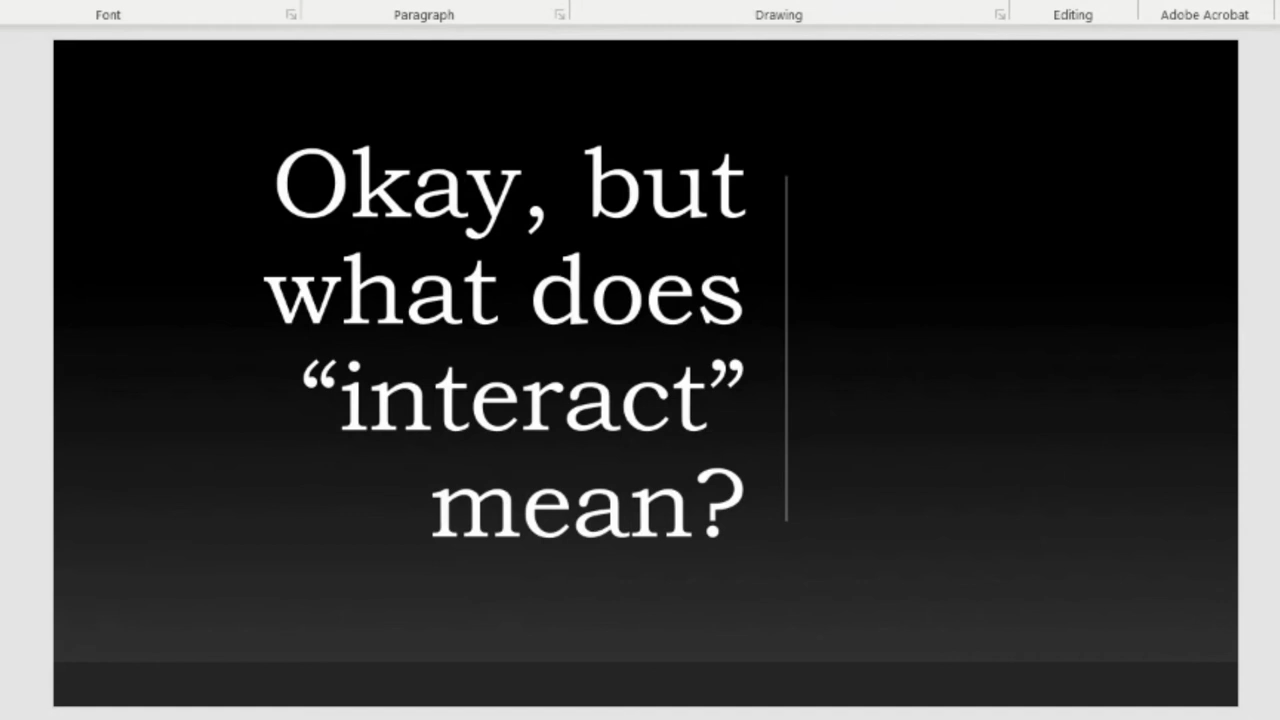 Font Paragraph Drawing Editing Adobe Acrobat
Okay, but
what does
“interact”
mean?